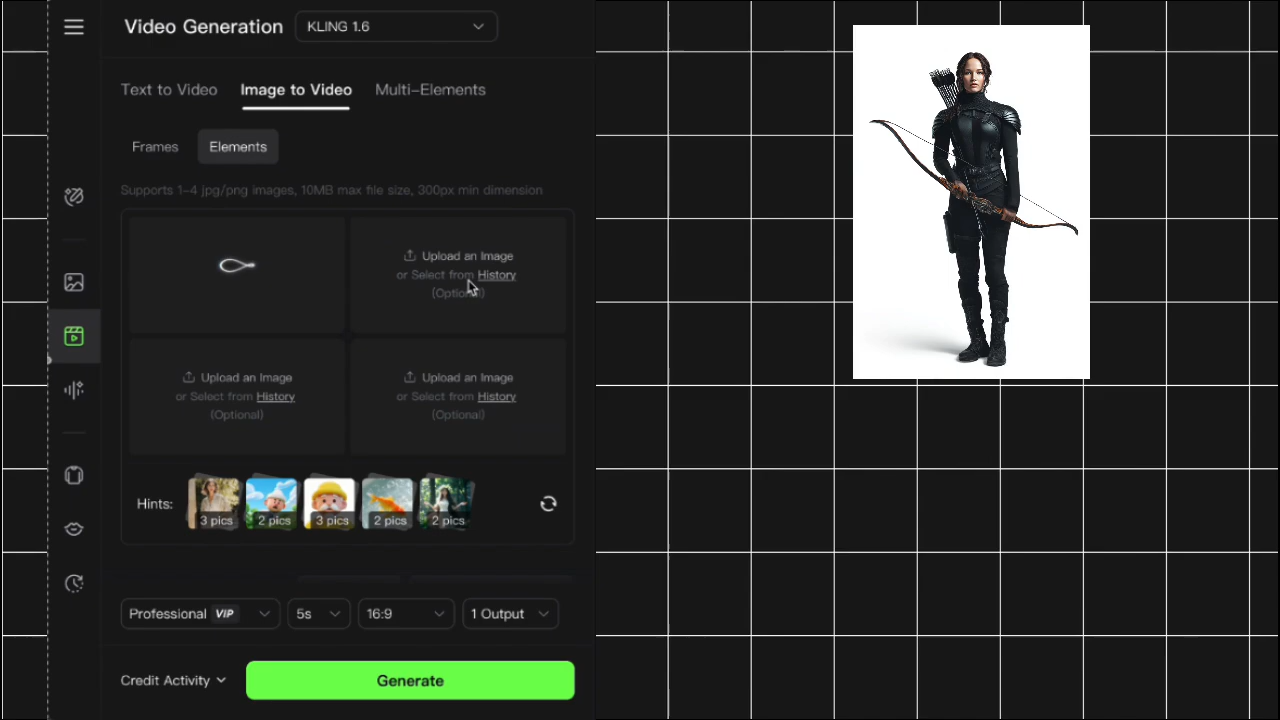 Video Generation
KLING 1.6
Text to Video
Image to Video
Multi-Elements
Frames
Elements
Supports 1-4 jpg/png images, 10MB max file size, 300px min dimension
Upload an Image
or Select from History
(Optional)
Upload an Image
or Select from History
(Optional)
Upload an Image
or Select from History
(Optional)
Hints:
3 pics
2 pics
3 pics
2 pics
2 pics
Professional VIP
5s
16:9
1 Output
Credit Activity
Generate